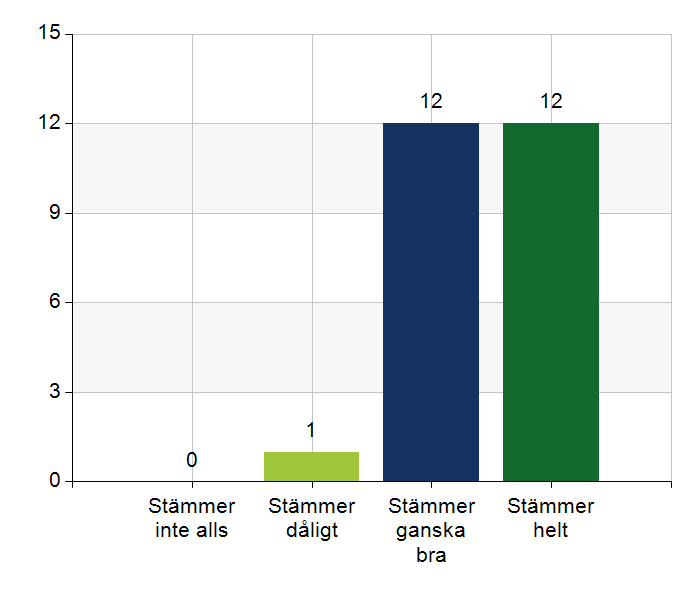 15
12
12
12
9
6
3
1
0
0
Stämmer
inte alls
Stämmer
dåligt
Stämmer
ganska
bra
Stämmer
helt